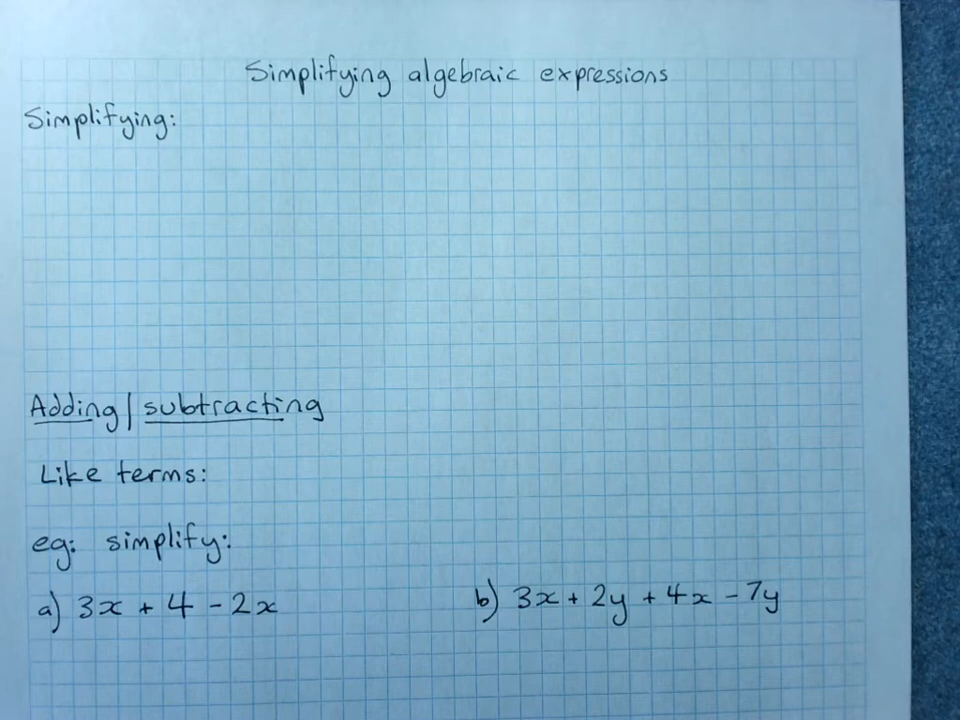 Simplifying algebraic expressions
Simplifying:
Adding/subtracting
Like terms:
eg: simplify:
a) 3x + 4 - 2x
b) 3x + 2y + 4x - 7y